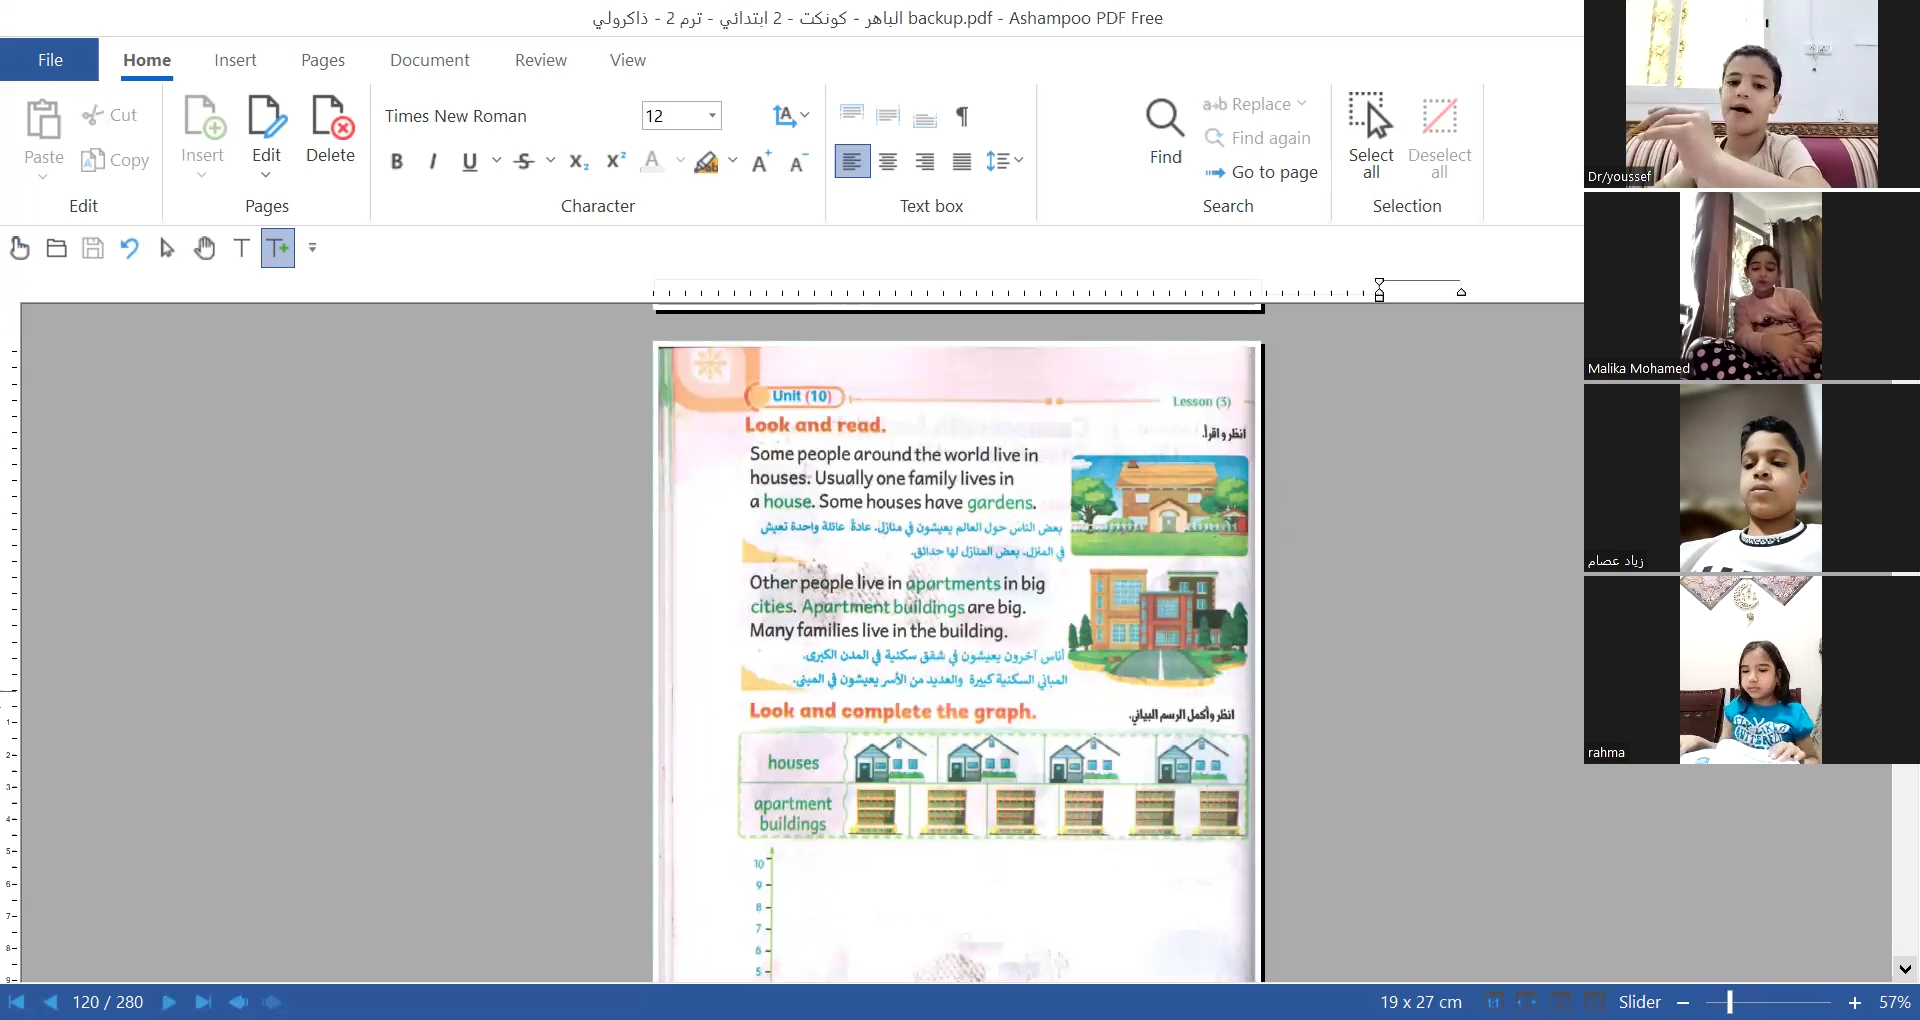 الباهر - كونكت - 2 ابتدائي - ترم 2 - ذاكرولي backup.pdf - Ashampoo PDF Free
File
Home
Insert
Pages
Document
Review
View
Paste
Cut
Copy
Edit
Insert
Edit
Delete
Pages
Times New Roman
12
Character
Text box
Find
Replace
Find again
Go to page
Search
Select all
Deselect all
Selection
Unit (10)
Lesson (3)
Look and read.
انظر و اقرأ.
Some people around the world live in
houses. Usually one family lives in
a house. Some houses have gardens.
بعض الناس حول العالم يعيشون في منازل. عادةً عائلة واحدة تعيش
في المنزل. بعض المنازل لها حدائق.
Other people live in apartments in big
cities. Apartment buildings are big.
Many families live in the building.
أناس آخرون يعيشون في شقق سكنية في المدن الكبرى.
المباني السكنية كبيرة والعديد من الأسر يعيشون في المبنى.
Look and complete the graph.
انظر وأكمل الرسم البياني.
houses
apartment
buildings
10
9
8
7
6
5
Dr/youssef
Malika Mohamed
زياد عصام
rahma
120 / 280
19 x 27 cm
1:1
Slider
57%